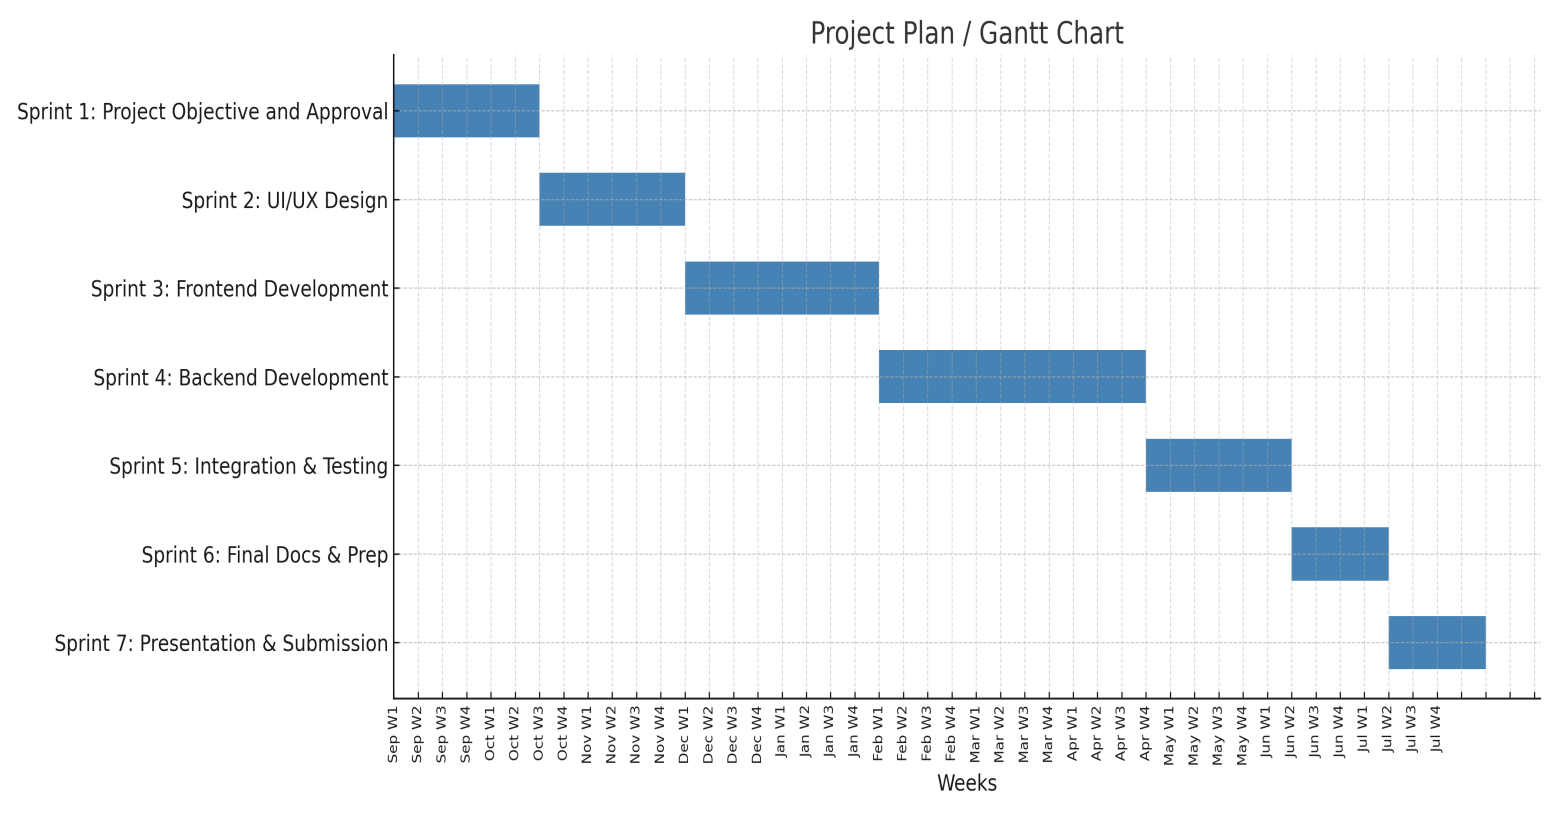 Project Plan / Gantt Chart
Sprint 1: Project Objective and Approval
Sprint 2: UI/UX Design
Sprint 3: Frontend Development
Sprint 4: Backend Development
Sprint 5: Integration & Testing
Sprint 6: Final Docs & Prep
Sprint 7: Presentation & Submission
Sep W1
Sep W2
Sep W3
Sep W4
Oct W1
Oct W2
Oct W3
Oct W4
Nov W1
Nov W2
Nov W3
Nov W4
Dec W1
Dec W2
Dec W3
Dec W4
Jan W1
Jan W2
Jan W3
Jan W4
Feb W1
Feb W2
Feb W3
Feb W4
Mar W1
Mar W2
Mar W3
Mar W4
Apr W1
Apr W2
Apr W3
Apr W4
May W1
May W2
May W3
May W4
Jun W1
Jun W2
Jun W3
Jun W4
Jul W1
Jul W2
Jul W3
Jul W4
Weeks